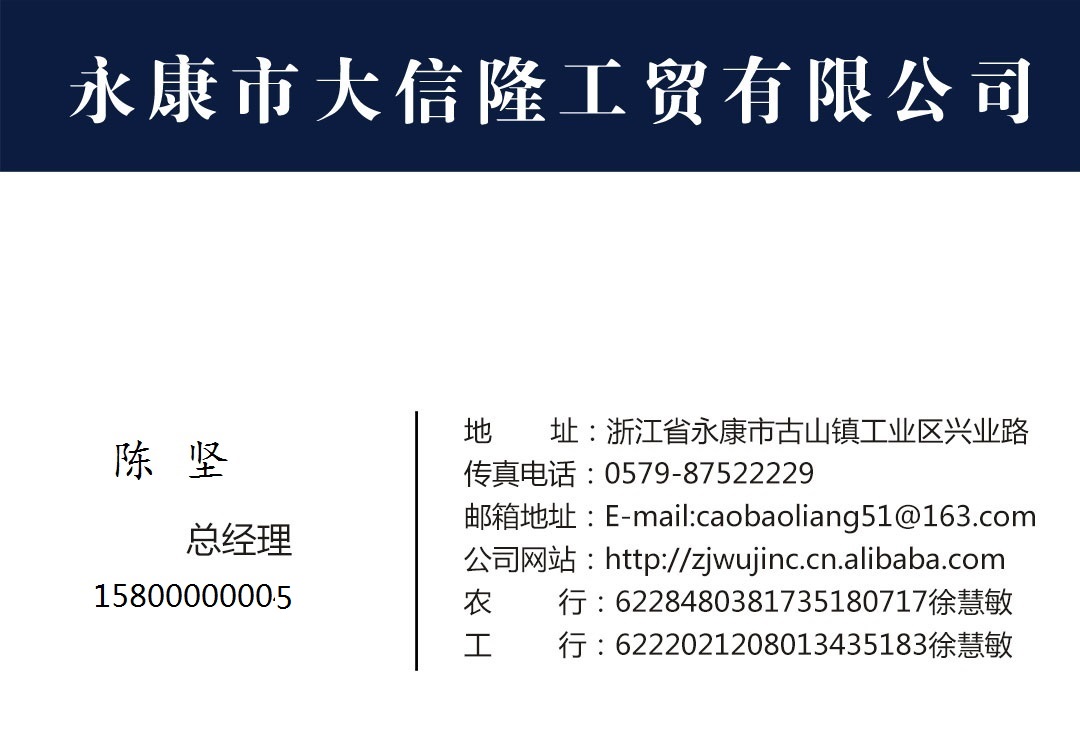 永康市大信隆工贸有限公司
陈 坚
总经理
15800000005
地 址：浙江省永康市古山镇工业区兴业路
传真电话：0579-87522229
邮箱地址：E-mail:caobaoliang51@163.com
公司网站：http://zjwujinc.cn.alibaba.com
农 行：6228480381735180717徐慧敏
工 行：6222021208013435183徐慧敏